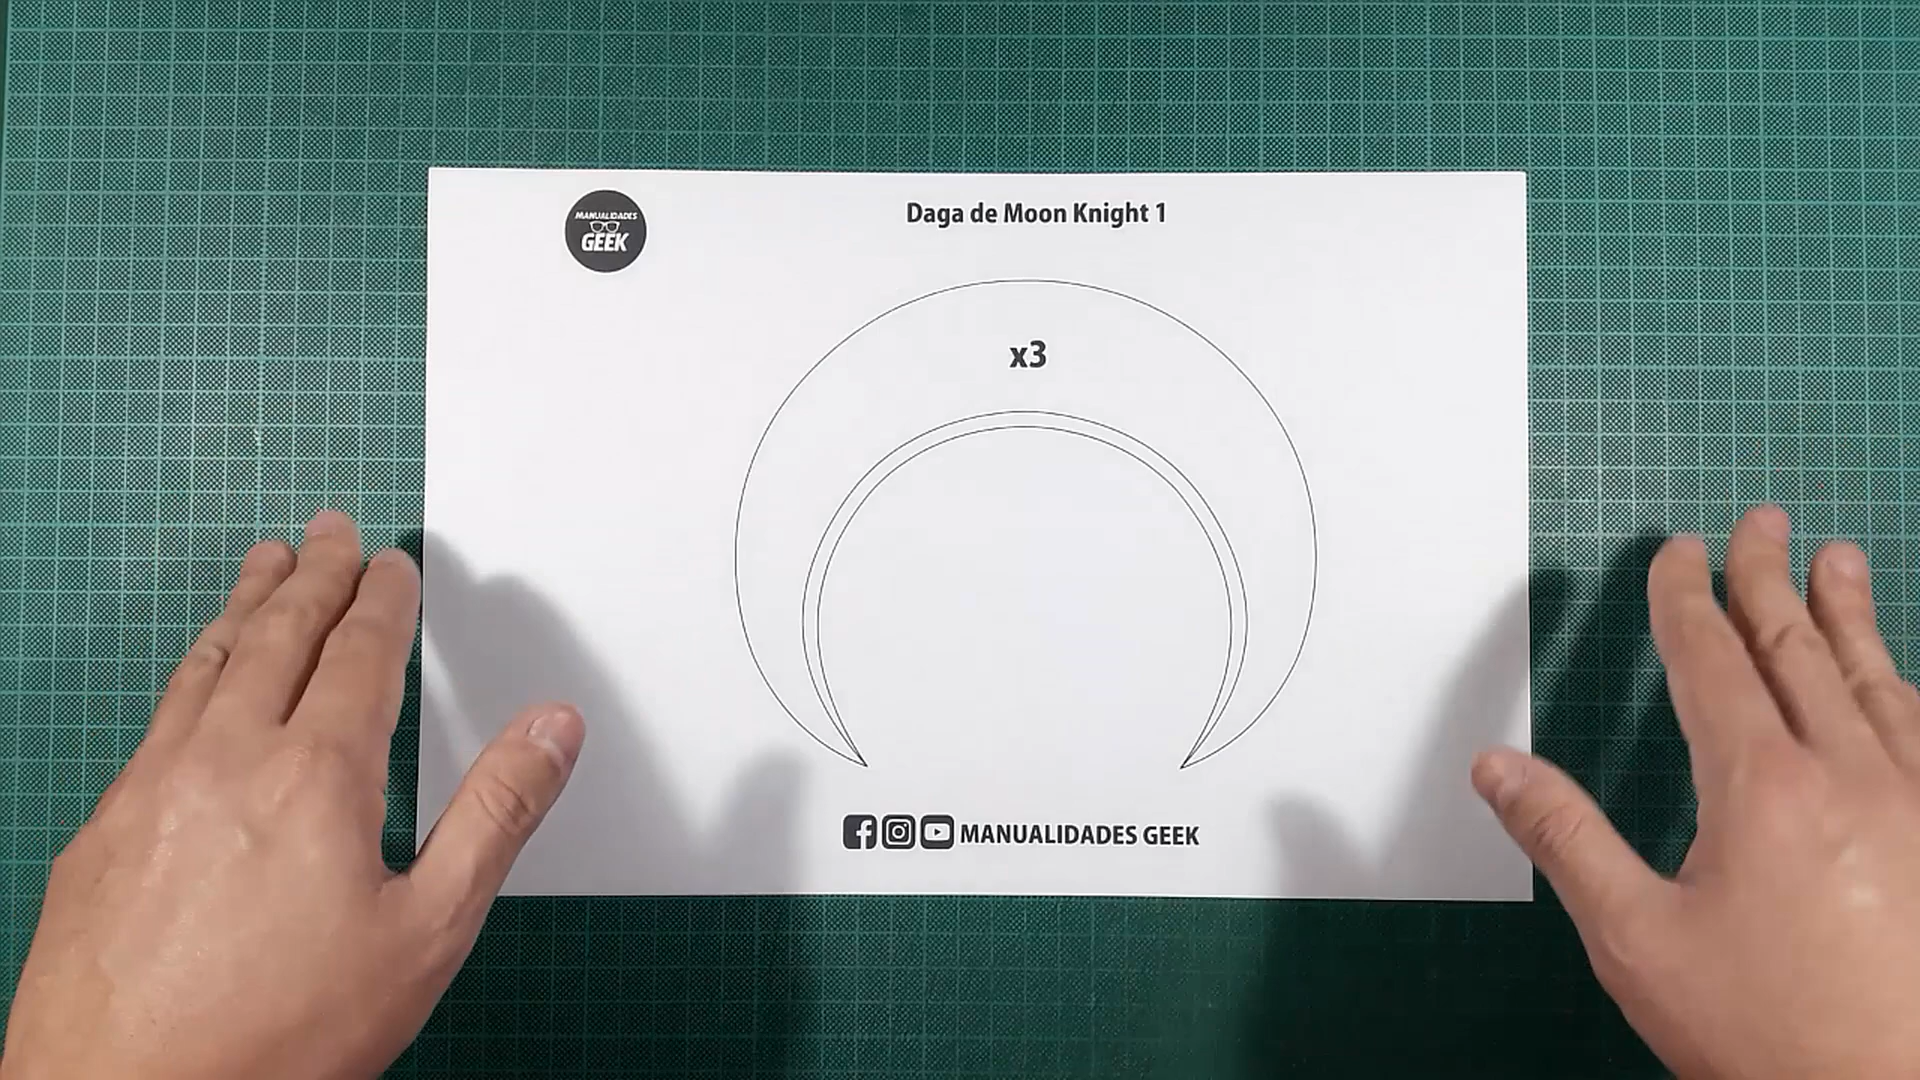 MANUALIDADES
GEEK
Daga de Moon Knight 1
x3
MANUALIDADES GEEK